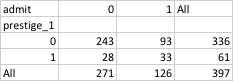 admit 0 1 All
prestige_1
0 243 93 336
1 28 33 61
All 271 126 397